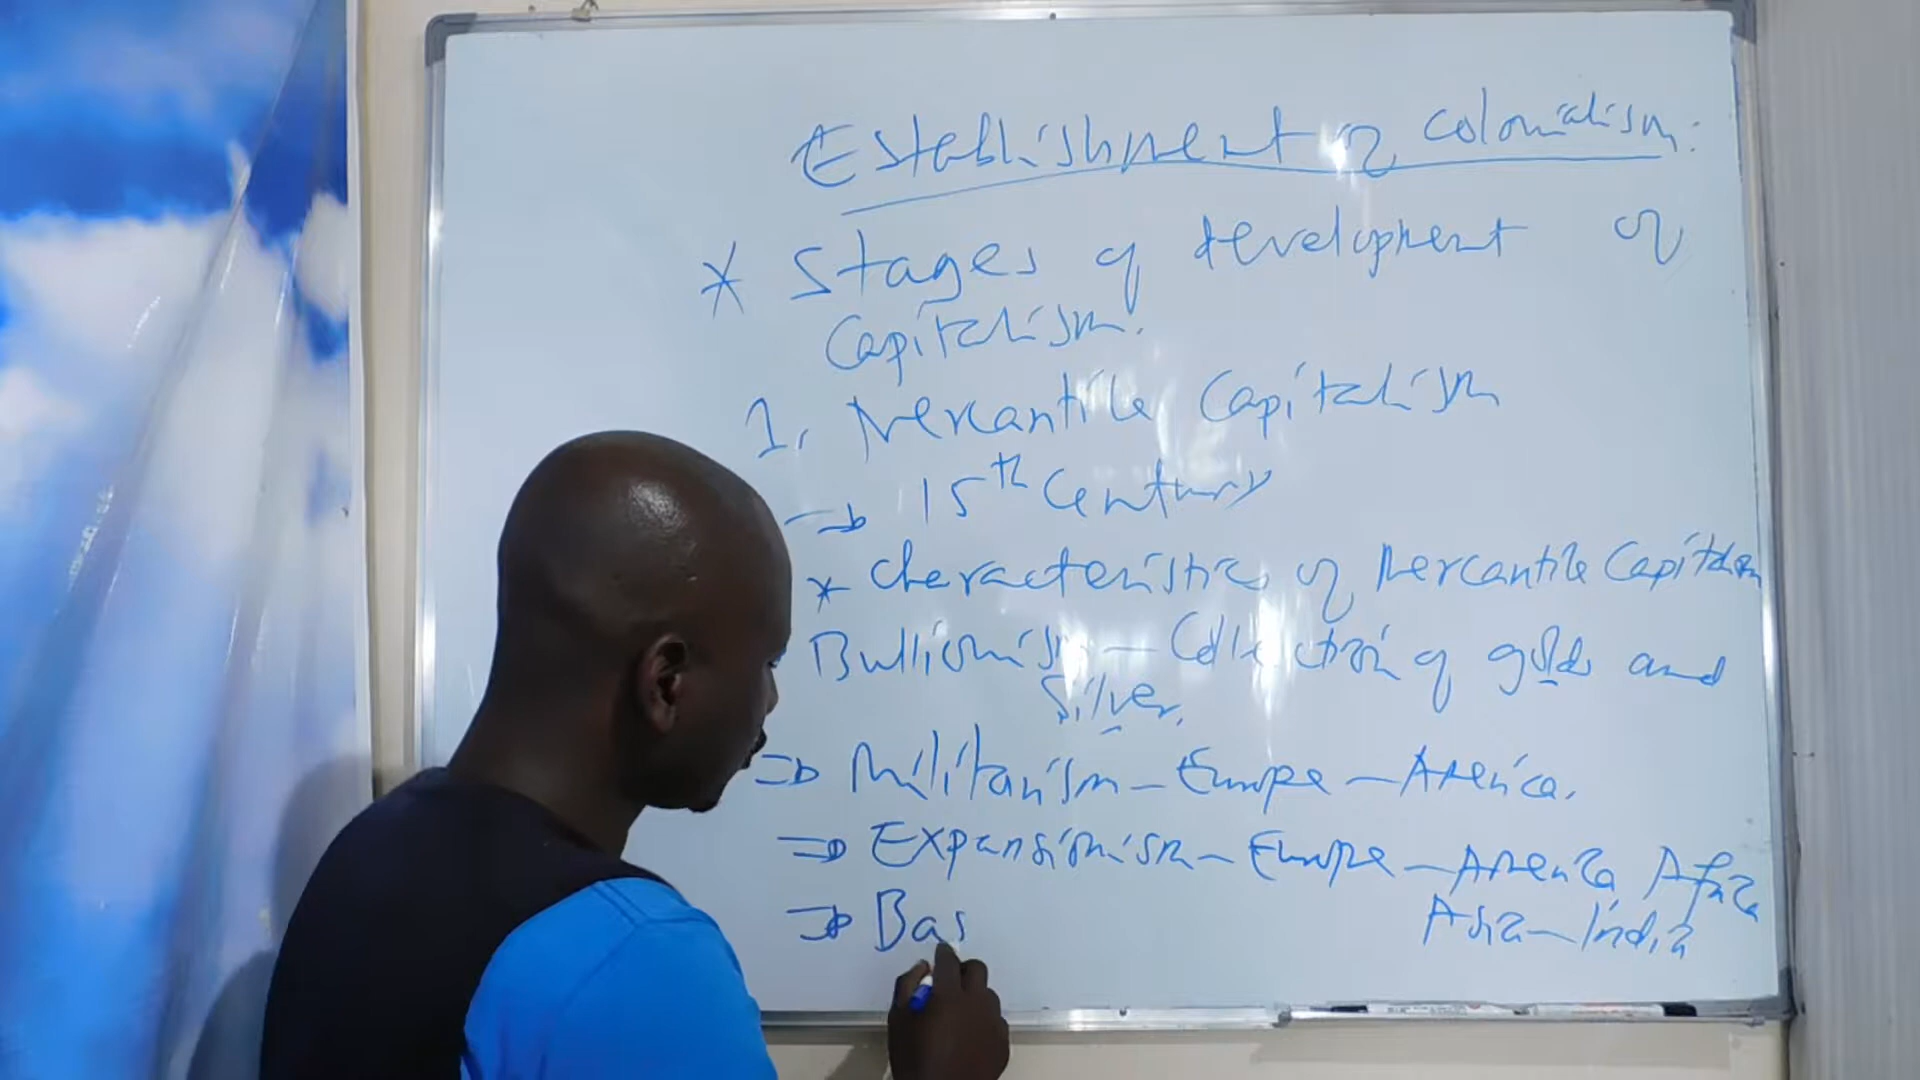 Establishment of colonialism:
* Stages of development of
Capitalism.
1. Mercantile Capitalism
→ 15th Century
* Characteristics of Mercantile Capitalism
Bullionism — Collection of golds and
Silver.
⇒ Militarism — Europe — America.
⇒ Expansionism — Europe — America Africa
Asia — India
⇒ Bas